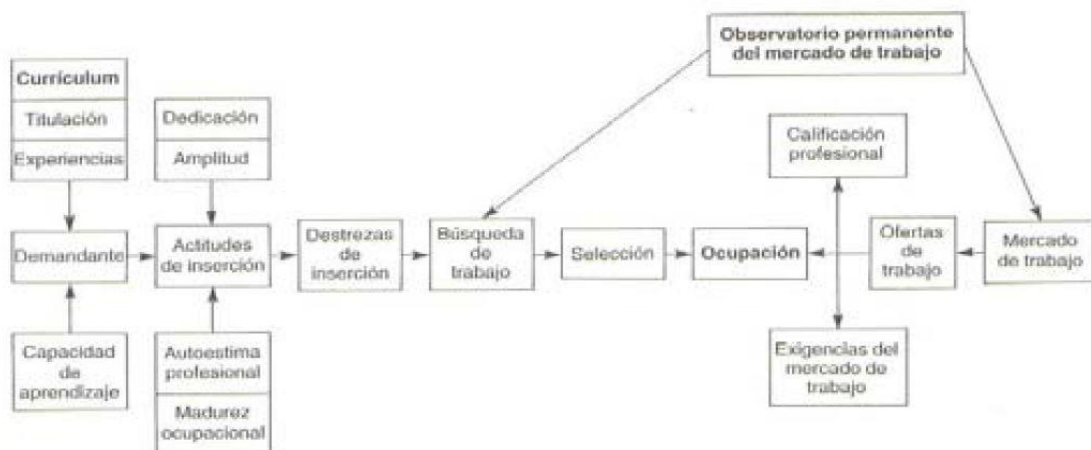 Observatorio permanente
del mercado de trabajo
Currículum
Titulación
Experiencias
Dedicación
Amplitud
Calificación
profesional
Demandante
Actitudes
de inserción
Destrezas
de
inserción
Búsqueda
de
trabajo
Selección
Ocupación
Ofertas
de
trabajo
Mercado
de trabajo
Capacidad
de
aprendizaje
Autoestima
profesional
Madurez
ocupacional
Exigencias del
mercado de
trabajo